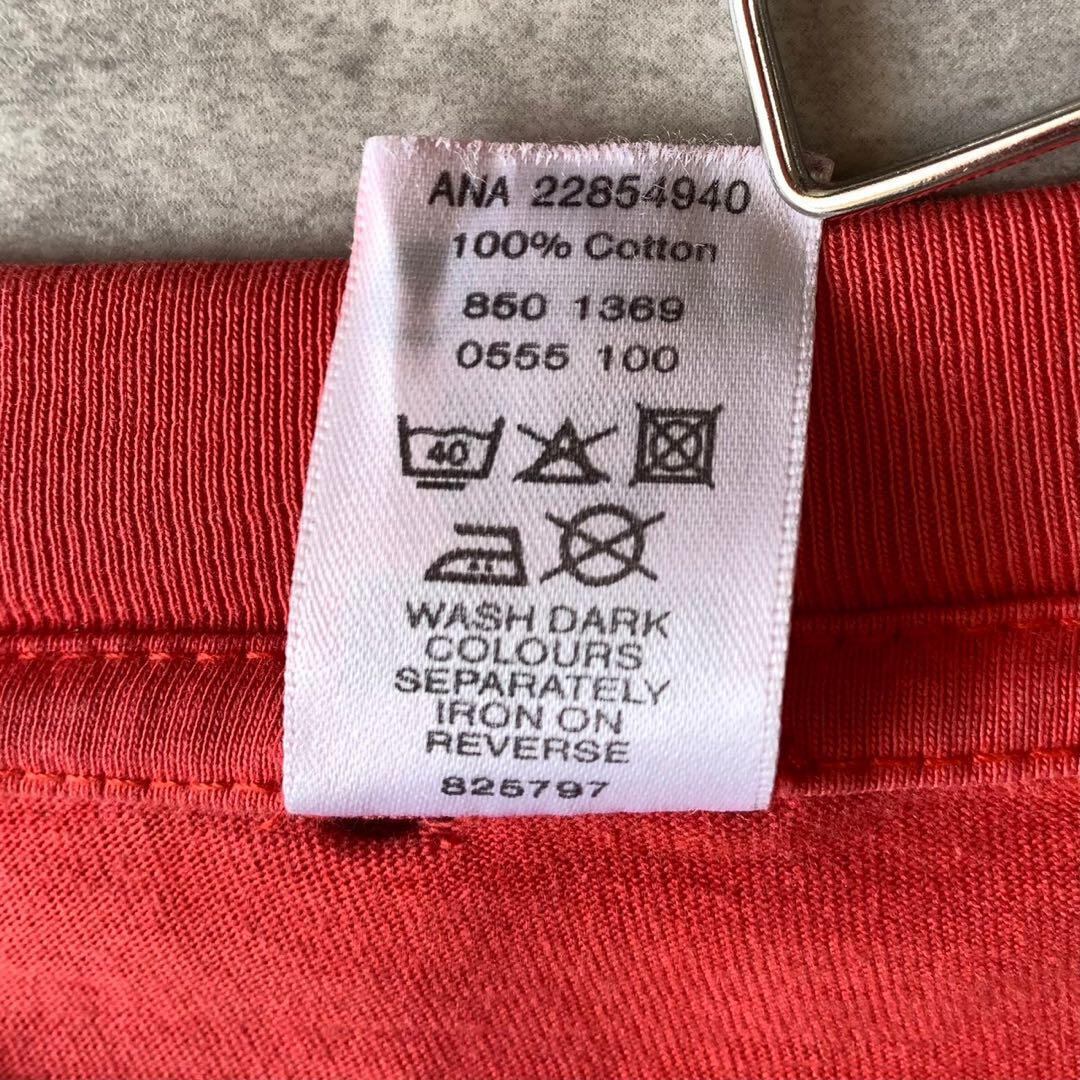 ANA 22854940
100% Cotton
850 1369
0555 100
40
WASH DARK
COLOURS
SEPARATELY
IRON ON
REVERSE
825797